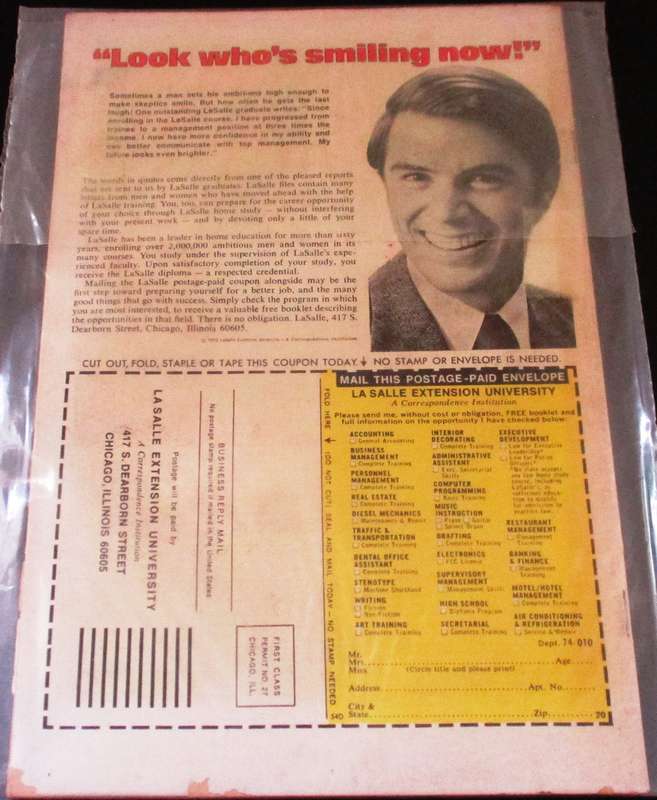 “Look who’s smiling now!”
Sometimes a man sets his ambitions high enough to
make skeptics smile. But how often he gets the last
laugh! One outstanding LaSalle graduate writes: “Since
enrolling in the LaSalle course, I have progressed from
trainee to a management position at three times the
income. I now have more confidence in my ability and
can better communicate with top management. My
future looks even brighter.”
The words in quotes come directly from one of the pleased reports
that are sent to us by LaSalle graduates. LaSalle files contain many
letters from men and women who have moved ahead with the help
of LaSalle training. You, too, can prepare for the career opportunity
of your choice through LaSalle home study — without interfering
with your present work — and by devoting only a little of your
spare time.
LaSalle has been a leader in home education for more than sixty
years, enrolling over 2,000,000 ambitious men and women in its
many courses. You study under the supervision of LaSalle's expe-
rienced faculty. Upon satisfactory completion of your study, you
receive the LaSalle diploma — a respected credential.
Mailing the LaSalle postage-paid coupon alongside may be the
first step toward preparing yourself for a better job, and the many
good things that go with success. Simply check the program in which
you are most interested, to receive a valuable free booklet describing
the opportunities in that field. There is no obligation. LaSalle, 417 S.
Dearborn Street, Chicago, Illinois 60605.
LaSalle Extension University • A Correspondence Institution
CUT OUT, FOLD, STAPLE OR TAPE THIS COUPON TODAY. NO STAMP OR ENVELOPE IS NEEDED.
BUSINESS REPLY MAIL
No postage stamp required if mailed in the United States
Postage will be paid by
LA SALLE EXTENSION UNIVERSITY
A Correspondence Institution
417 S. DEARBORN STREET
CHICAGO, ILLINOIS 60605
FIRST CLASS
PERMIT NO. 27
CHICAGO, ILL.
FOLD HERE (DO NOT CUT) SEAL AND MAIL TODAY — NO STAMP NEEDED
540
MAIL THIS POSTAGE-PAID ENVELOPE
LA SALLE EXTENSION UNIVERSITY
A Correspondence Institution
Please send me, without cost or obligation, FREE booklet and
full information on the opportunity I have checked below:
ACCOUNTING
General Accounting
BUSINESS
MANAGEMENT
Complete Training
PERSONNEL
MANAGEMENT
Complete Training
REAL ESTATE
Complete Training
DIESEL MECHANICS
Maintenance & Repair
TRAFFIC &
TRANSPORTATION
Complete Training
DENTAL OFFICE
ASSISTANT
Complete Training
STENOTYPE
Machine Shorthand
WRITING
Fiction
Non-Fiction
ART TRAINING
Complete Training
INTERIOR
DECORATING
Complete Training
ADMINISTRATIVE
ASSISTANT
Exec. Secretarial
Skills
COMPUTER
PROGRAMMING
Basic Training
MUSIC
INSTRUCTION
Piano Guitar
Spinet Organ
DRAFTING
Complete Training
ELECTRONICS
FCC License
SUPERVISORY
MANAGEMENT
Management Skills
HIGH SCHOOL
Diploma Program
SECRETARIAL
Complete Training
EXECUTIVE
DEVELOPMENT
Law for Executive
Leadership*
Law for Police
Officers*
RESTAURANT
MANAGEMENT
Management
Training
BANKING
& FINANCE
Management
Training
MOTEL/HOTEL
MANAGEMENT
Complete Training
AIR CONDITIONING
& REFRIGERATION
Service & Repair
Dept. 74 010
Mr.
Mrs.
Miss
Age
(Circle title and please print)
Address Apt. No.
City &
State Zip 20